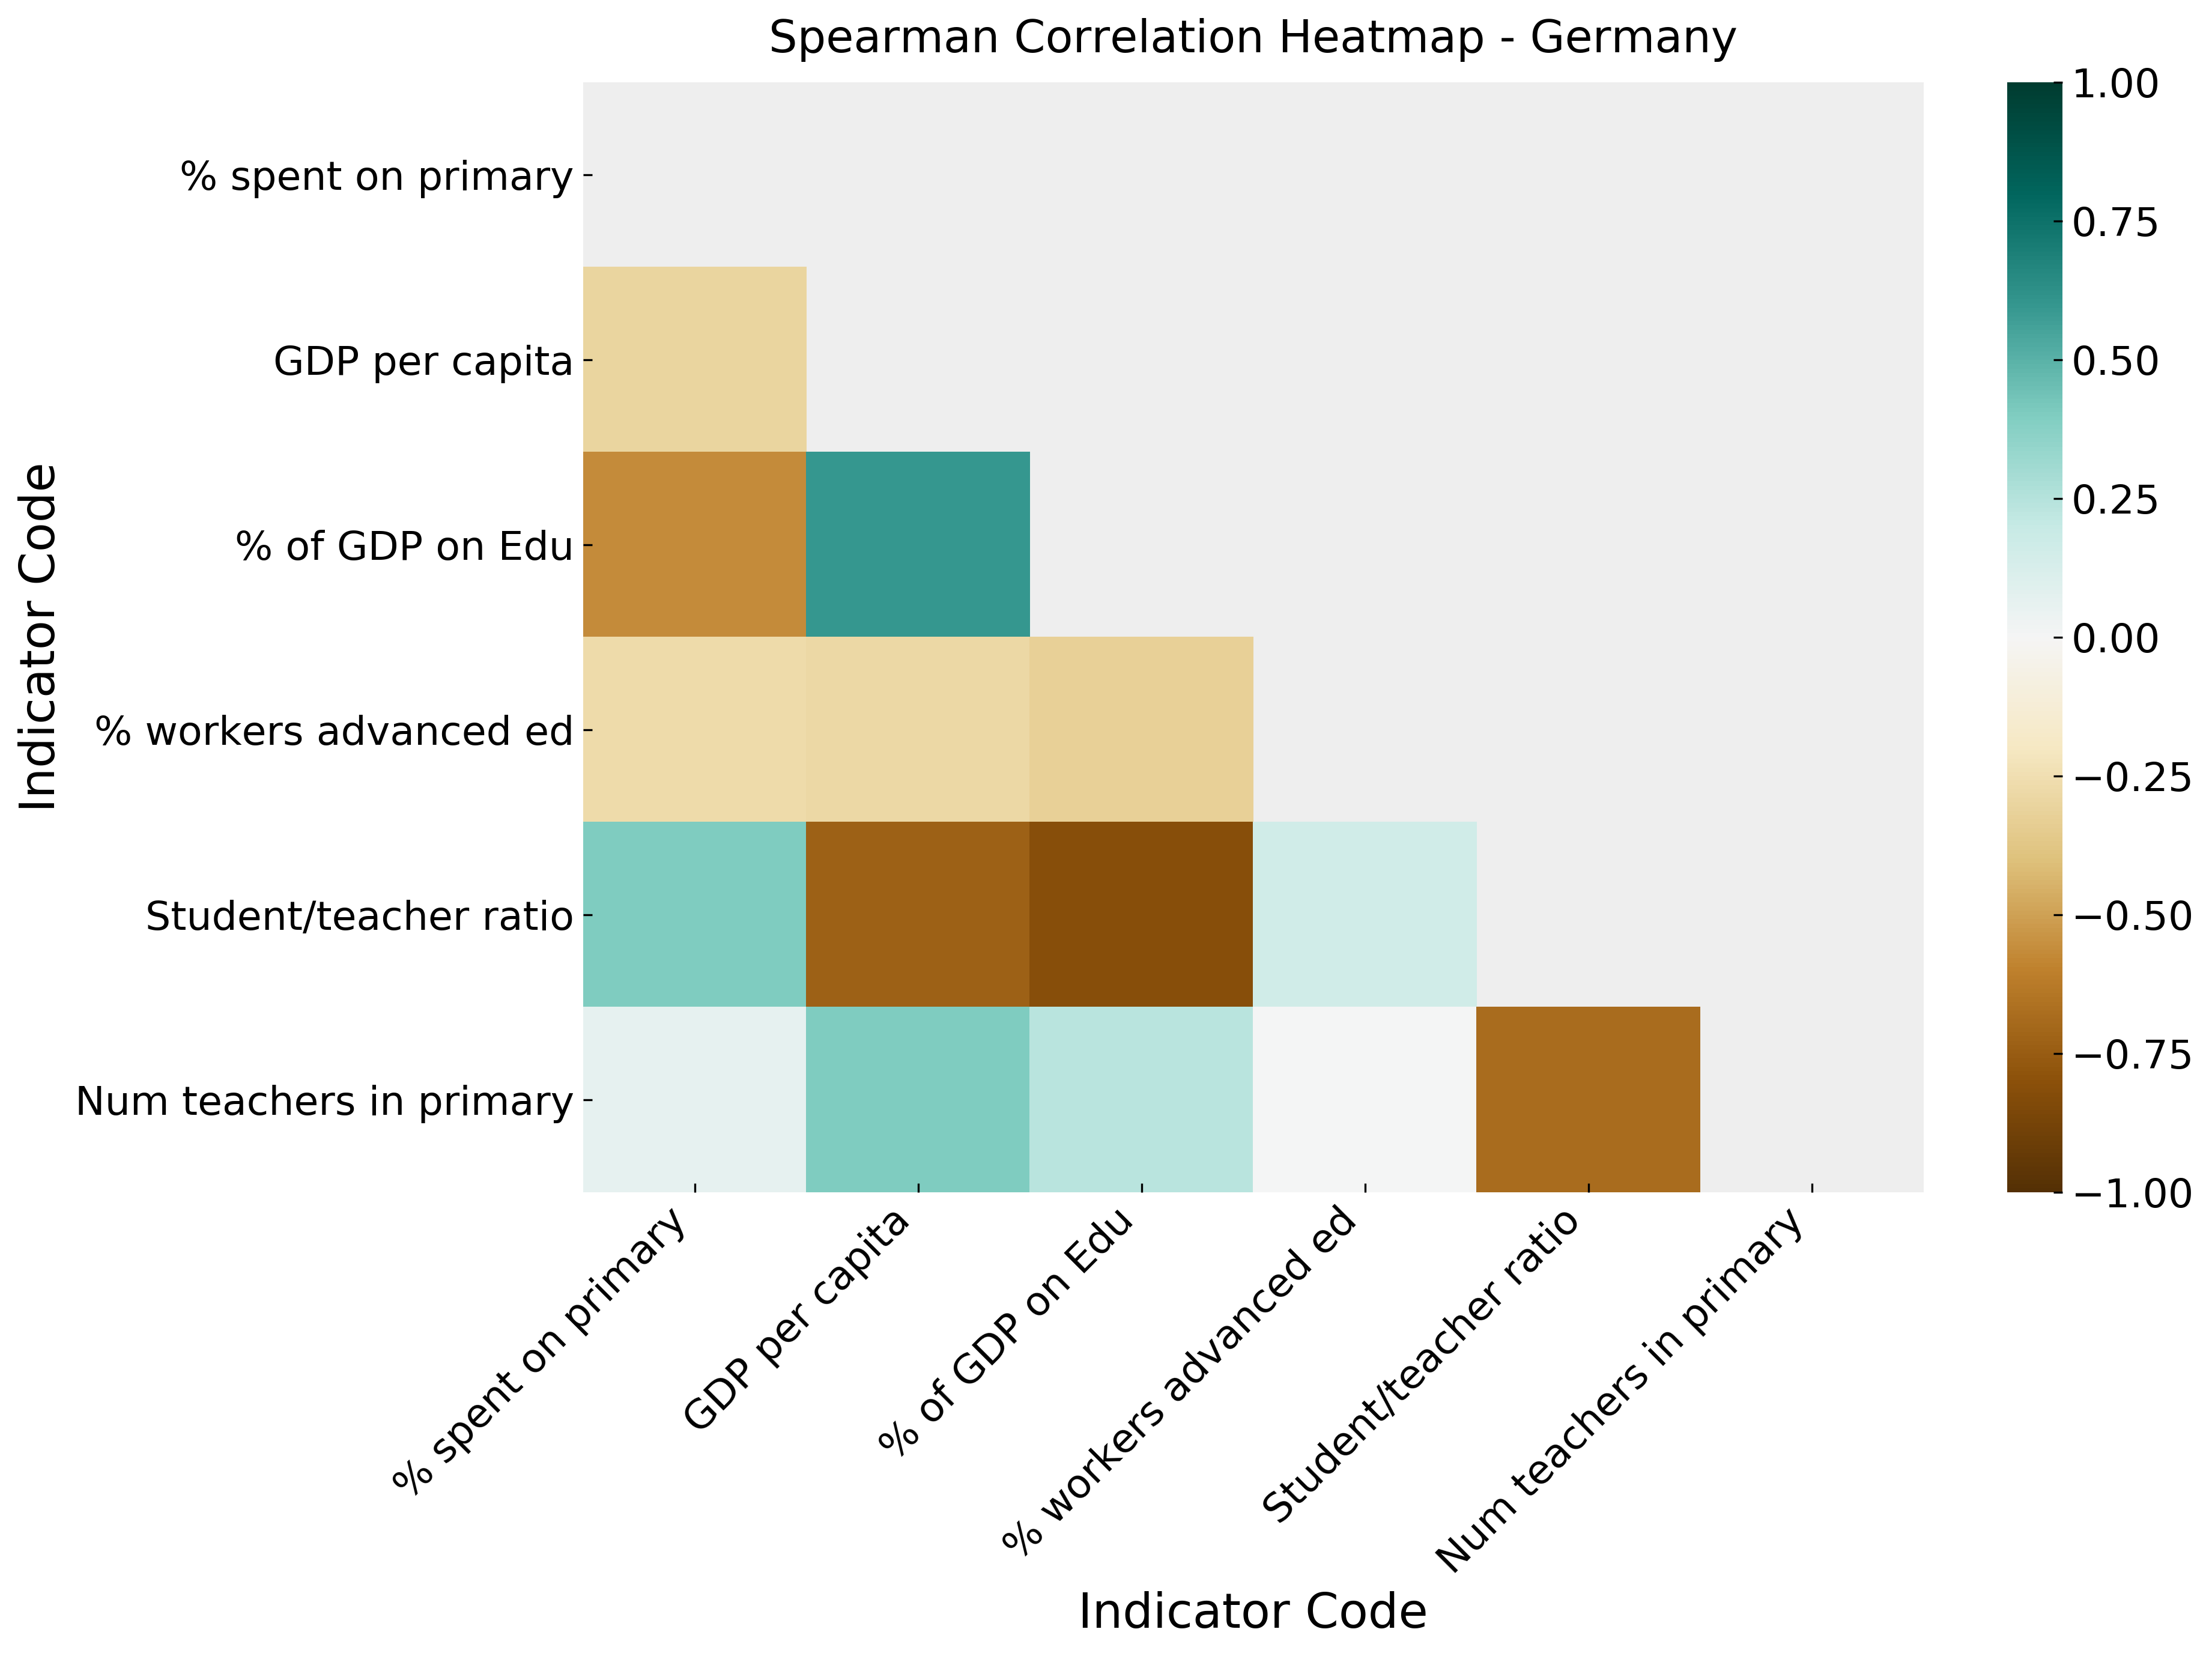 Spearman Correlation Heatmap - Germany
Indicator Code
% spent on primary
GDP per capita
% of GDP on Edu
% workers advanced ed
Student/teacher ratio
Num teachers in primary
% spent on primary
GDP per capita
% of GDP on Edu
% workers advanced ed
Student/teacher ratio
Num teachers in primary
Indicator Code
1.00
0.75
0.50
0.25
0.00
−0.25
−0.50
−0.75
−1.00